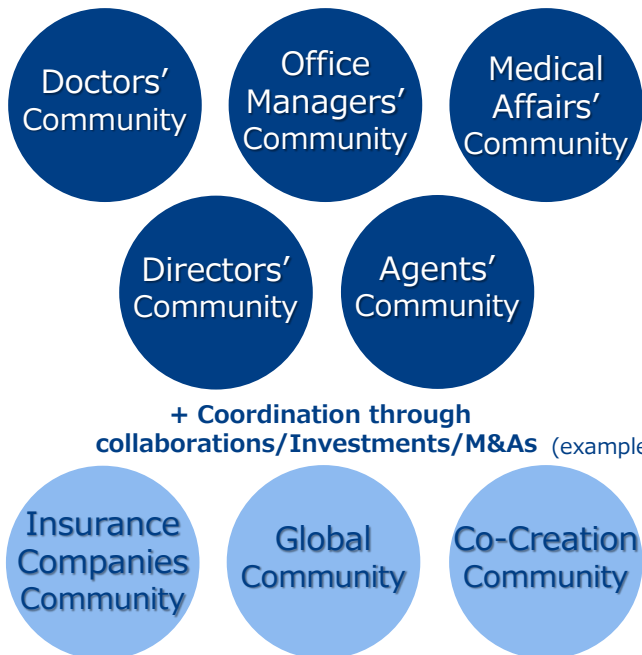 Doctors’
Community
Office
Managers’
Community
Medical
Affairs’
Community
Directors’
Community
Agents’
Community
+ Coordination through
collaborations/Investments/M&As (example
Insurance
Companies
Community
Global
Community
Co-Creation
Community